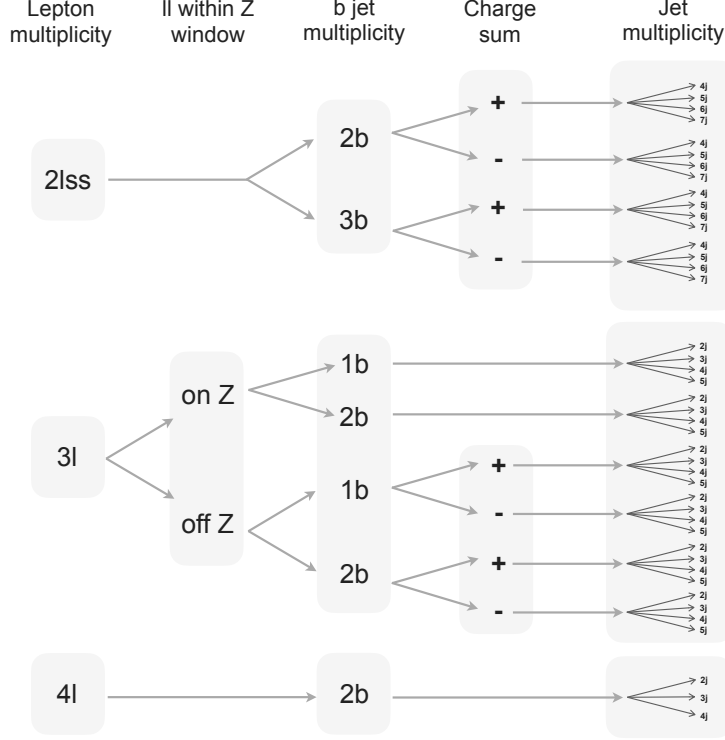 Lepton multiplicity
ll within Z window
b jet multiplicity
Charge sum
Jet multiplicity
2lss
2b
3b
+
-
+
-
4j
5j
6j
7j
4j
5j
6j
7j
4j
5j
6j
7j
4j
5j
6j
7j
3l
on Z
off Z
1b
2b
1b
2b
+
-
+
-
2j
3j
4j
5j
2j
3j
4j
5j
2j
3j
4j
5j
2j
3j
4j
5j
2j
3j
4j
5j
2j
3j
4j
5j
4l
2b
2j
3j
4j